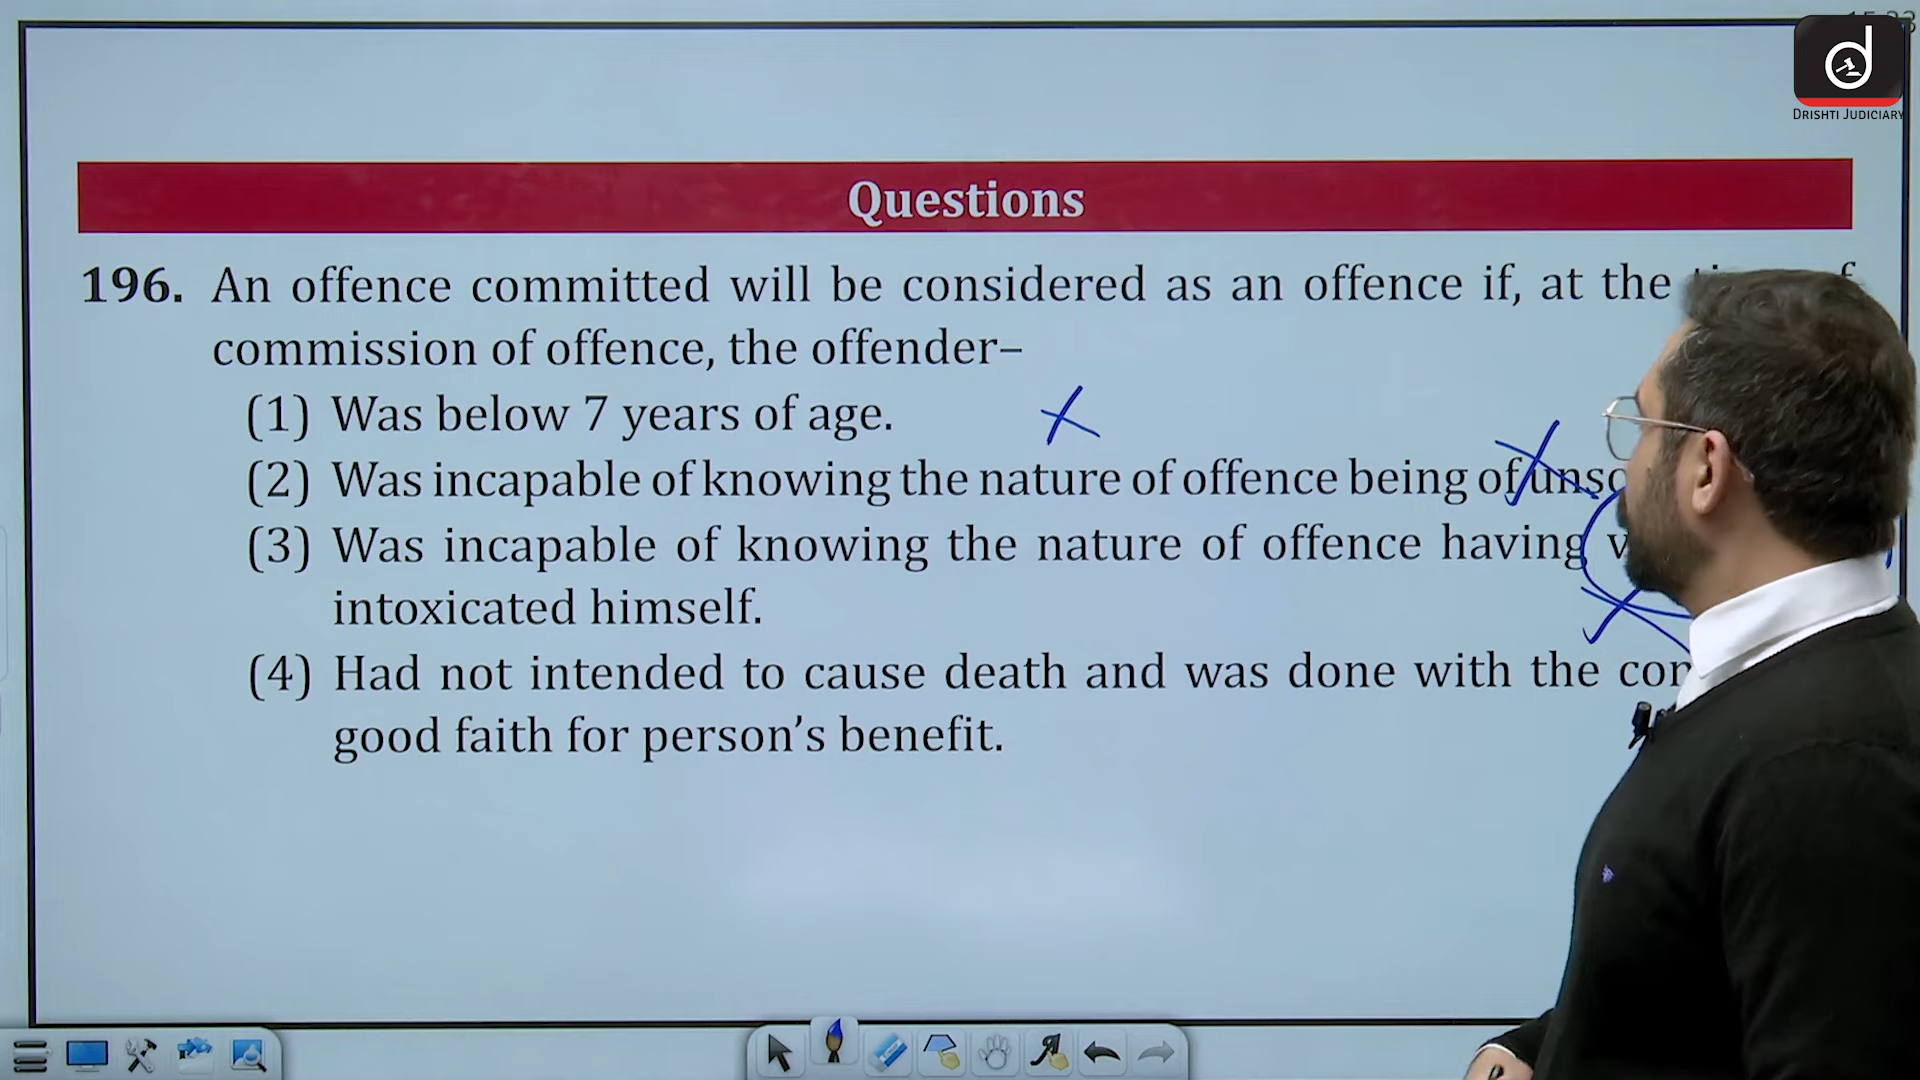 DRISHTI JUDICIARY
Questions
196. An offence committed will be considered as an offence if, at the
commission of offence, the offender–
(1) Was below 7 years of age.
(2) Was incapable of knowing the nature of offence being of
(3) Was incapable of knowing the nature of offence having
intoxicated himself.
(4) Had not intended to cause death and was done with the
good faith for person's benefit.